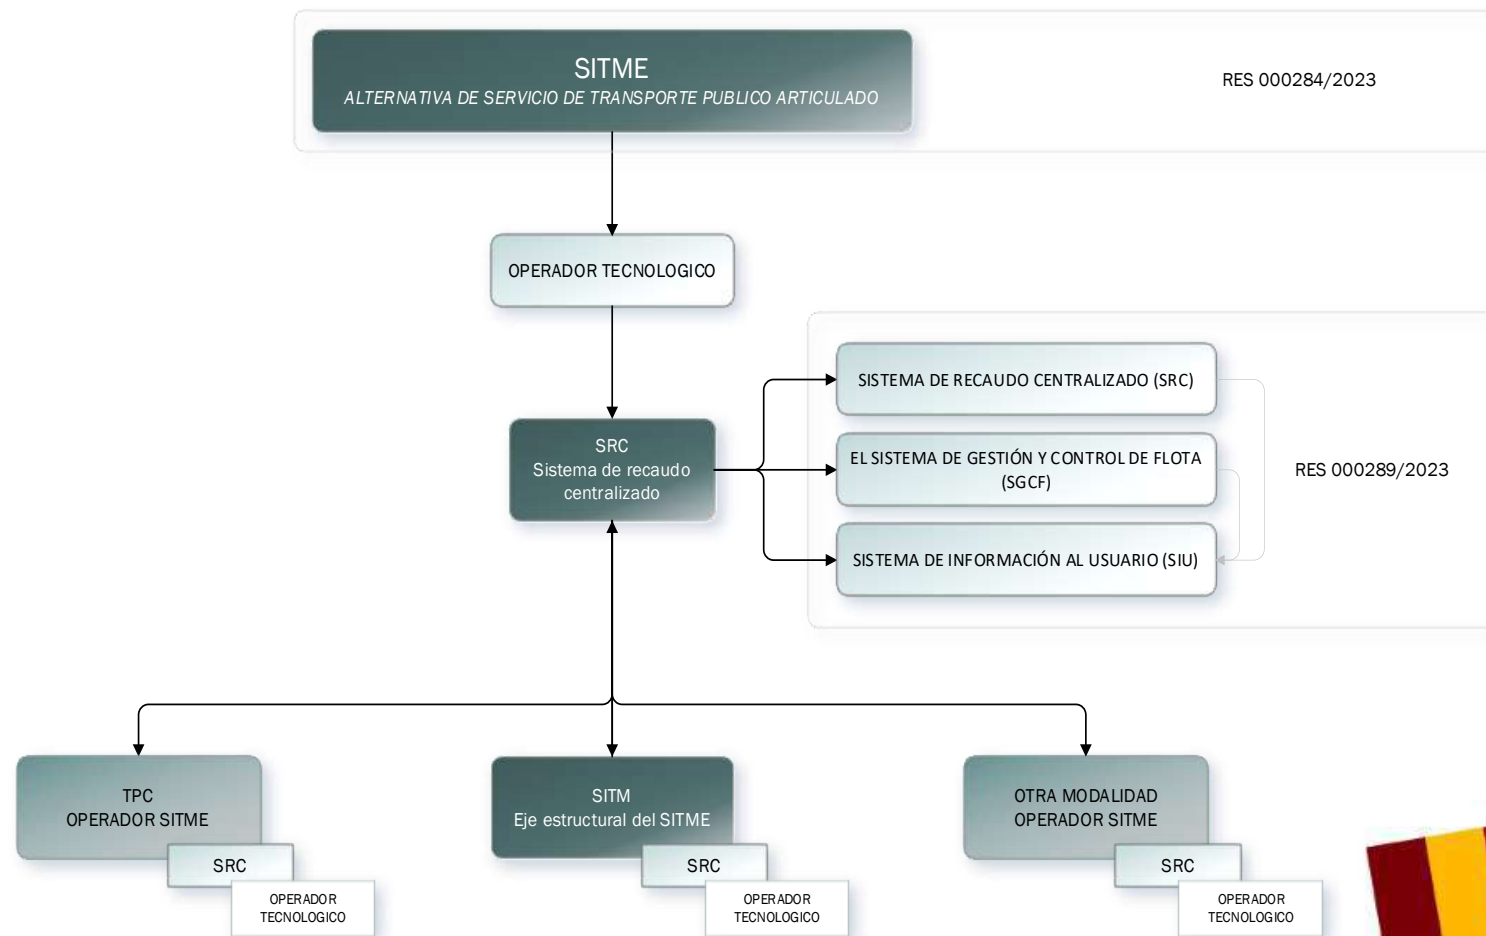 SITME
ALTERNATIVA DE SERVICIO DE TRANSPORTE PUBLICO ARTICULADO
RES 000284/2023
OPERADOR TECNOLOGICO
SISTEMA DE RECAUDO CENTRALIZADO (SRC)
SRC
Sistema de recaudo
centralizado
EL SISTEMA DE GESTIÓN Y CONTROL DE FLOTA
(SGCF)
RES 000289/2023
SISTEMA DE INFORMACIÓN AL USUARIO (SIU)
TPC
OPERADOR SITME
SRC
OPERADOR
TECNOLOGICO
SITM
Eje estructural del SITME
SRC
OPERADOR
TECNOLOGICO
OTRA MODALIDAD
OPERADOR SITME
SRC
OPERADOR
TECNOLOGICO